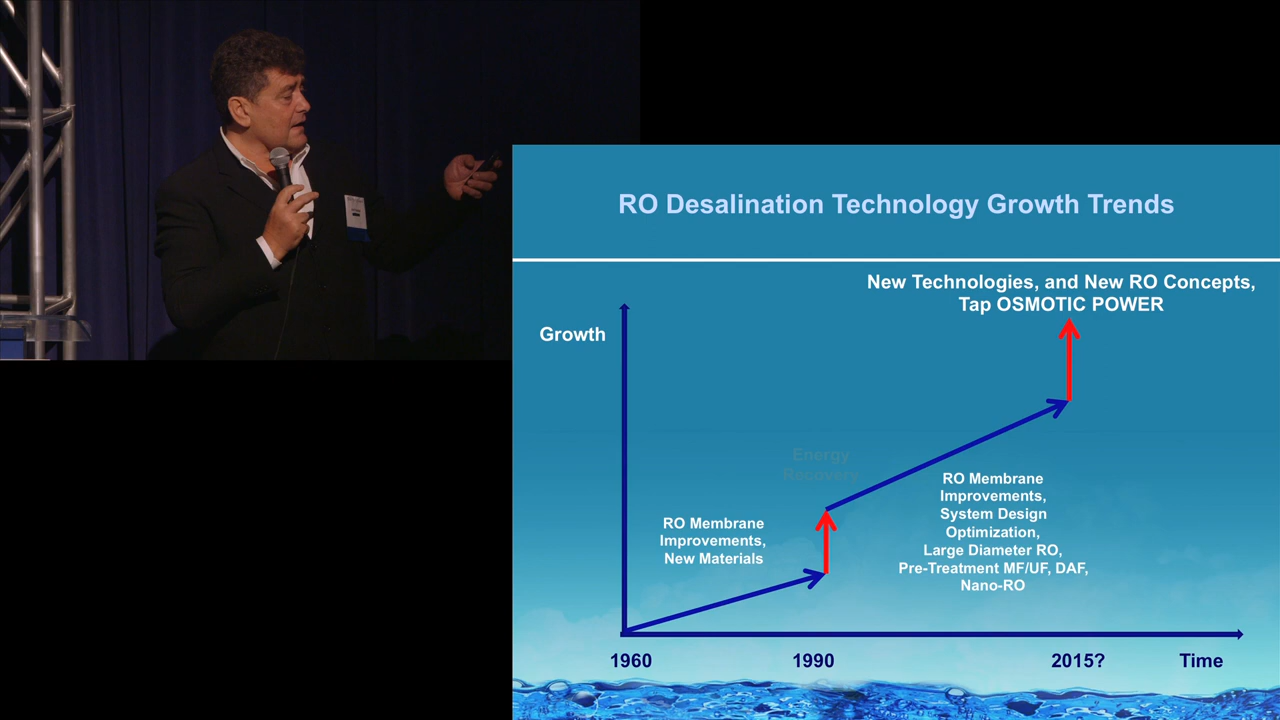 RO Desalination Technology Growth Trends
New Technologies, and New RO Concepts,
Tap OSMOTIC POWER
Growth
Energy
Recovery
RO Membrane
Improvements,
New Materials
RO Membrane
Improvements,
System Design
Optimization,
Large Diameter RO,
Pre-Treatment MF/UF, DAF,
Nano-RO
1960
1990
2015?
Time